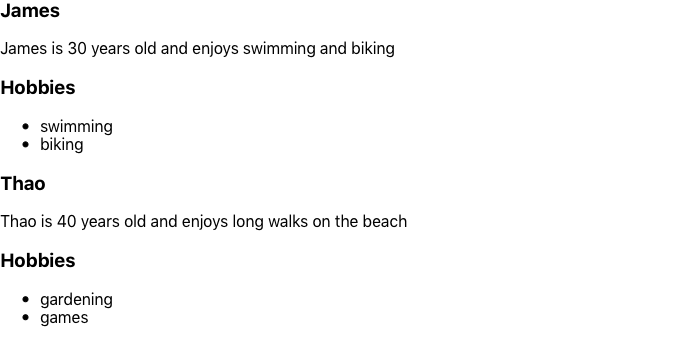 James
James is 30 years old and enjoys swimming and biking
Hobbies
• swimming
• biking
Thao
Thao is 40 years old and enjoys long walks on the beach
Hobbies
• gardening
• games